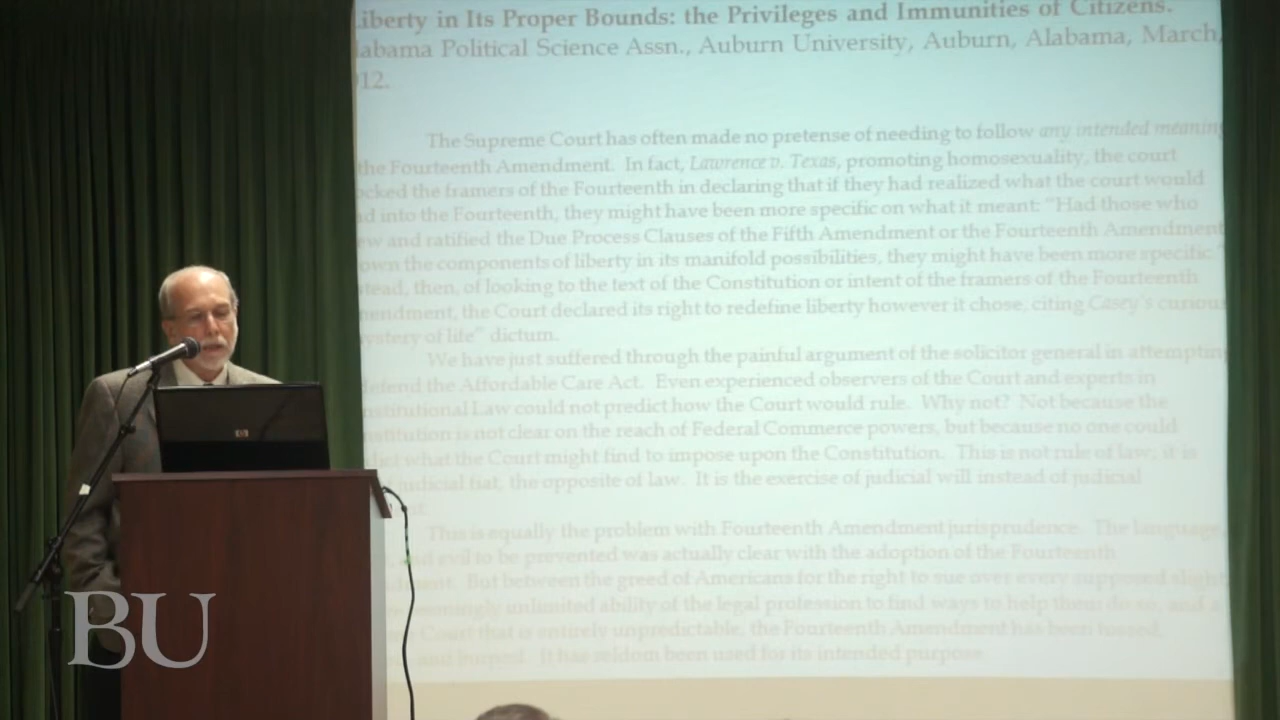 iberty in Its Proper Bounds: the Privileges and Immunities of Citizens.
labama Political Science Assn., Auburn University, Auburn, Alabama, March,
12.
The Supreme Court has often made no pretense of needing to follow any intended meaning
the Fourteenth Amendment. In fact, Lawrence v. Texas, promoting homosexuality, the court
ocked the framers of the Fourteenth in declaring that if they had realized what the court would
ad into the Fourteenth, they might have been more specific on what it meant: "Had those who
ew and ratified the Due Process Clauses of the Fifth Amendment or the Fourteenth Amendment
own the components of liberty in its manifold possibilities, they might have been more specific."
tead, then, of looking to the text of the Constitution or intent of the framers of the Fourteenth
mendment, the Court declared its right to redefine liberty however it chose, citing Casey's curious
ystery of life" dictum.
We have just suffered through the painful argument of the solicitor general in attempting
defend the Affordable Care Act. Even experienced observers of the Court and experts in
nstitutional Law could not predict how the Court would rule. Why not? Not because the
nstitution is not clear on the reach of Federal Commerce powers, but because no one could
what the Court might find to impose upon the Constitution. This is not rule of law, it is
judicial fiat, the opposite of law. It is the exercise of judicial will instead of judicial
This is equally the problem with Fourteenth Amendment jurisprudence. The language,
and evil to be prevented was actually clear with the adoption of the Fourteenth
But between the greed of Americans for the right to sue over every supposed slight
seemingly unlimited ability of the legal profession to find ways to help them do so, and a
Court that is entirely unpredictable, the Fourteenth Amendment has been tossed,
and burned. It has seldom been used for its intended purpose
hp
BU